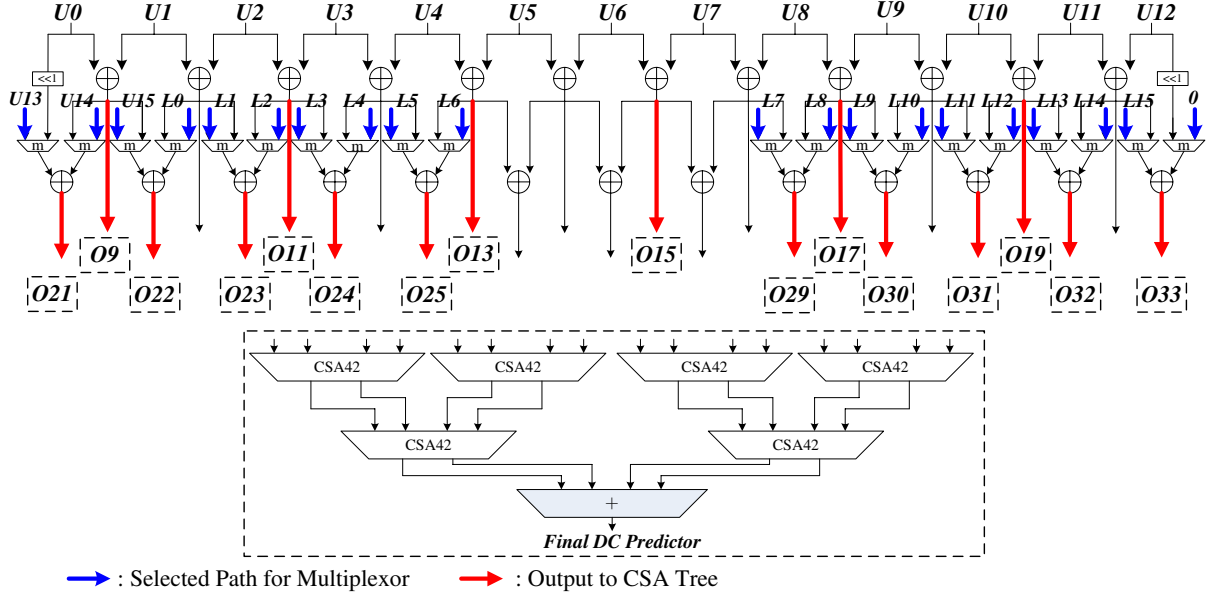 U0 U1 U2 U3 U4 U5 U6 U7 U8 U9 U10 U11 U12
<<1 <<1
U13 U14 U15 L0 L1 L2 L3 L4 L5 L6 L7 L8 L9 L10 L11 L12 L13 L14 L15 0
m m m m m m m m m m m m m m m m m m m m
O9 O11 O13 O15 O17 O19
O21 O22 O23 O24 O25 O29 O30 O31 O32 O33
CSA42 CSA42 CSA42 CSA42
CSA42 CSA42
+
Final DC Predictor
: Selected Path for Multiplexor : Output to CSA Tree